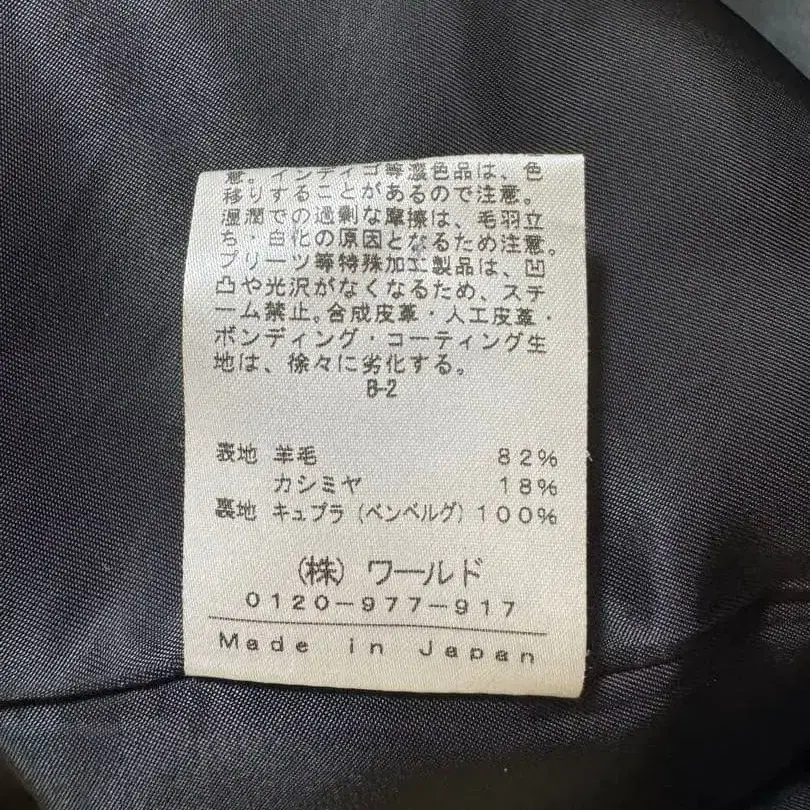 意。インディゴ等濃色品は、色
移りすることがあるので注意。
湿潤での過剰な摩擦は、毛羽立
ち・白化の原因となるため注意。
プリーツ等特殊加工製品は、凹
凸や光沢がなくなるため、スチ
ーム禁止。合成皮革・人工皮革・
ボンディング・コーティング生
地は、徐々に劣化する。
B-2
表地 羊毛 82%
カシミヤ 18%
裏地 キュプラ(ベンベルグ) 100%
(株) ワールド
0120-977-917
Made in Japan